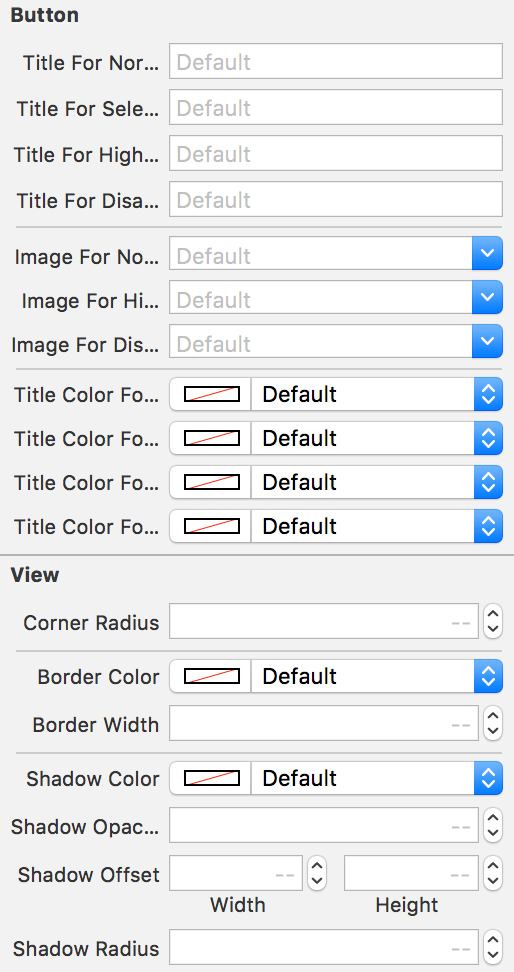 Button
Title For Nor... Default
Title For Sele... Default
Title For High... Default
Title For Disa... Default
Image For No... Default
Image For Hi... Default
Image For Dis... Default
Title Color Fo... Default
Title Color Fo... Default
Title Color Fo... Default
Title Color Fo... Default
View
Corner Radius --
Border Color Default
Border Width --
Shadow Color Default
Shadow Opac... --
Shadow Offset -- --
Width Height
Shadow Radius --